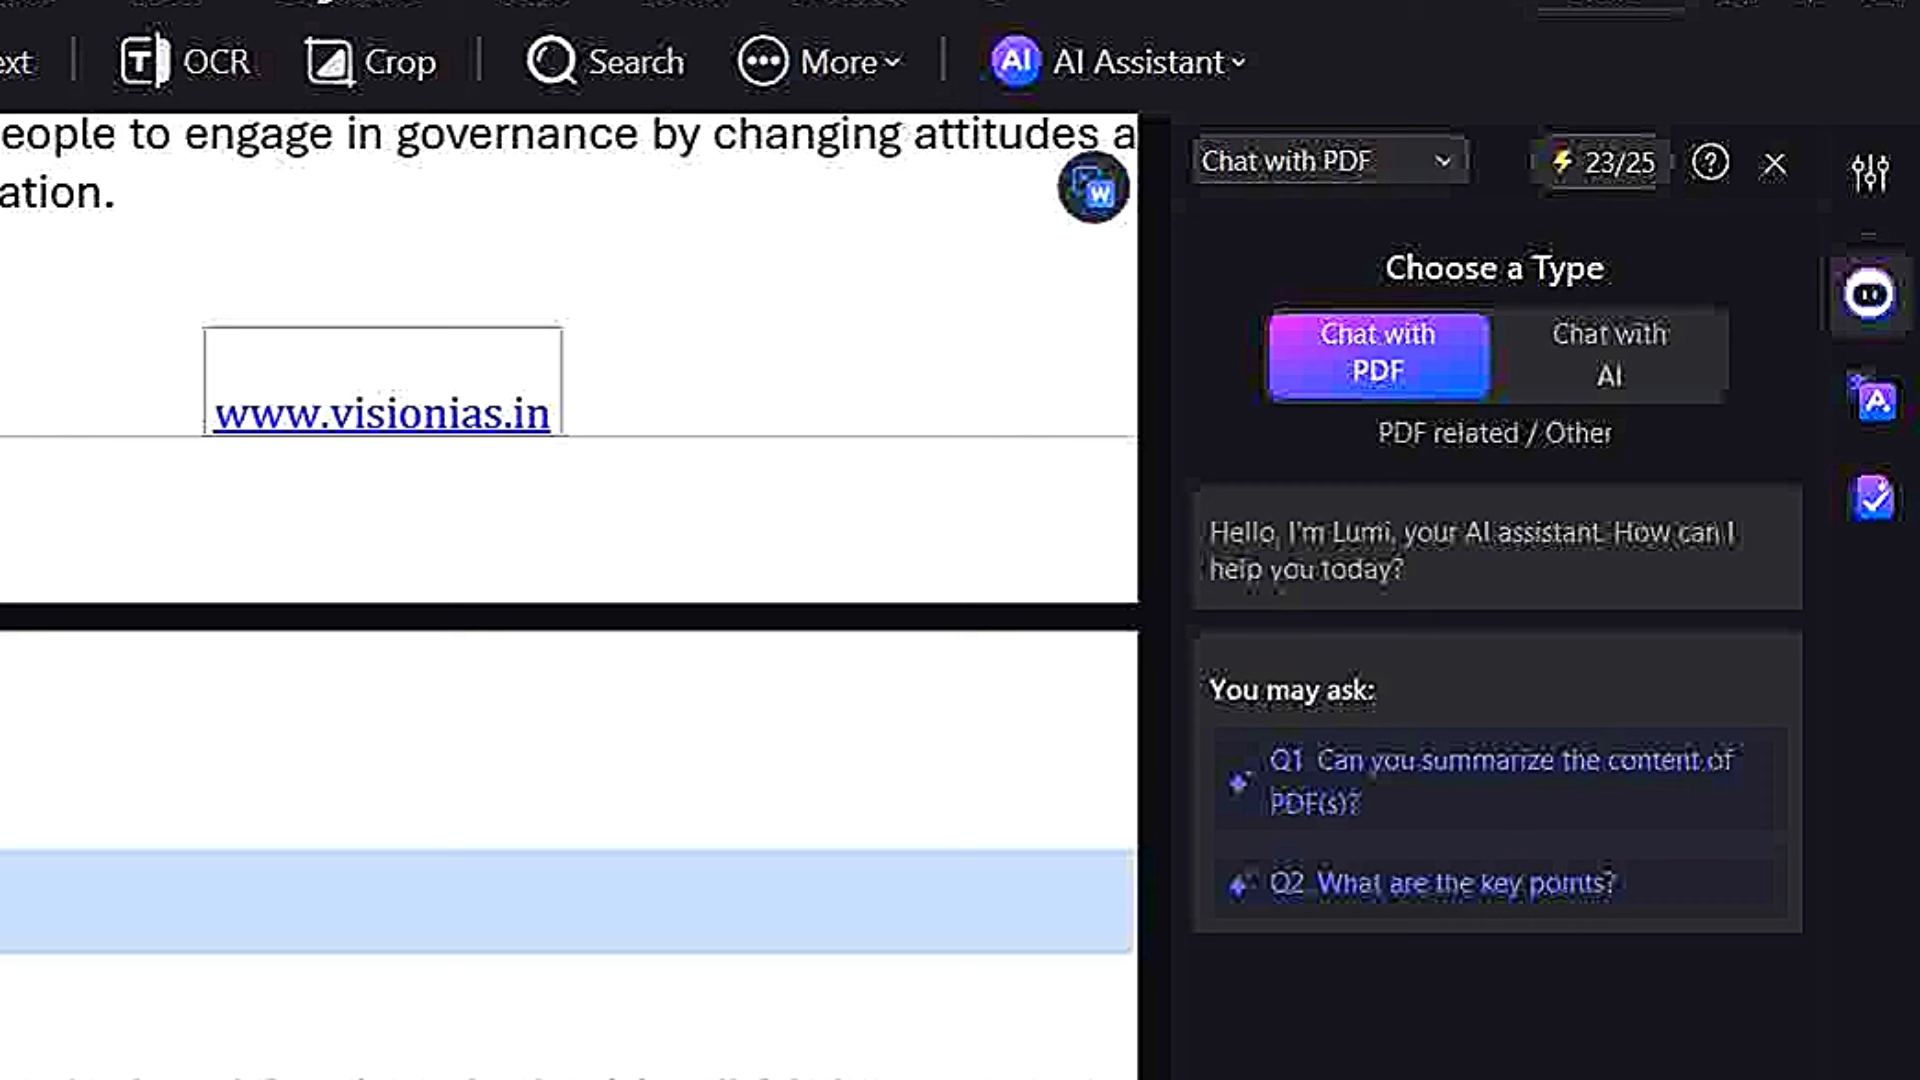 ext
OCR
Crop
Search
More
AI
AI Assistant
eople to engage in governance by changing attitudes a
ation.
W
www.visionias.in
Chat with PDF
23/25
Choose a Type
Chat with
PDF
Chat with
AI
PDF related / Other
Hello, I'm Lumi, your AI assistant. How can I
help you today?
You may ask:
Q1 Can you summarize the content of
PDF(s)?
Q2 What are the key points?